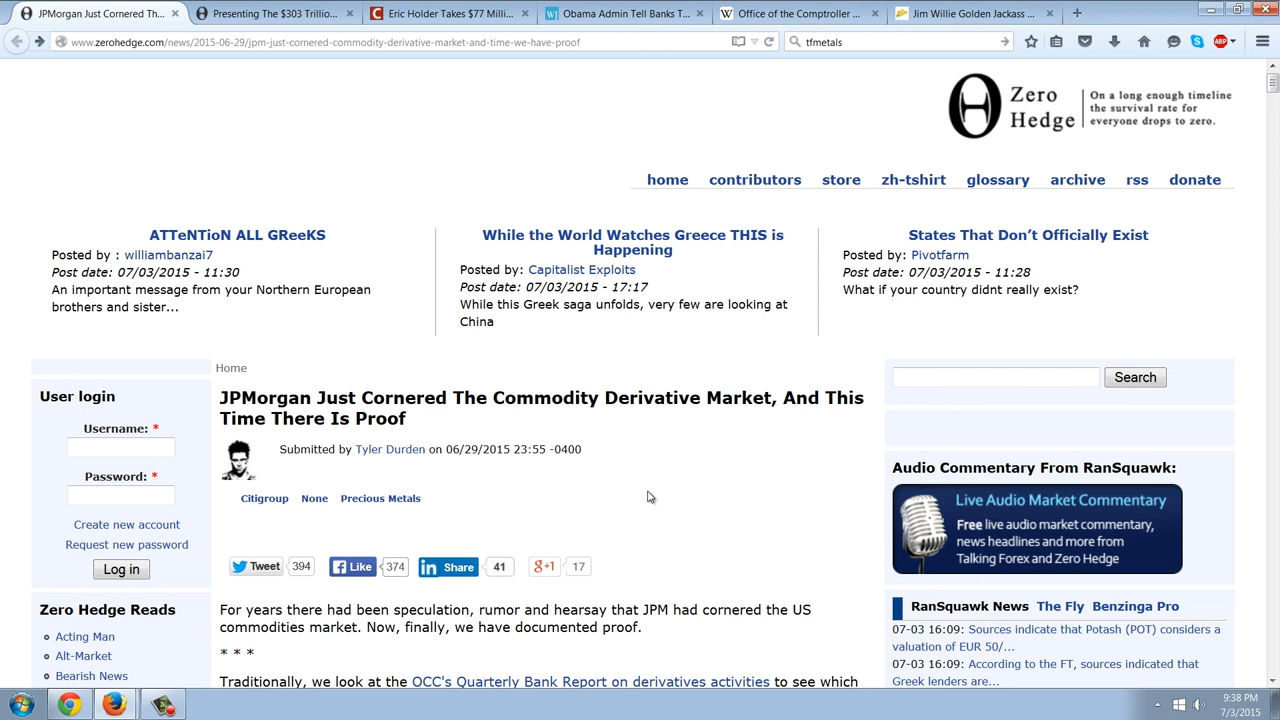 JPMorgan Just Cornered Th...
Presenting The $303 Trillio...
Eric Holder Takes $77 Million...
Obama Admin Tell Banks T...
Office of the Comptroller ...
Jim Willie Golden Jackass ...
www.zerohedge.com/news/2015-06-29/jpm-just-cornered-commodity-derivative-market-and-time-we-have-proof
tfmetals
ABP
Zero
Hedge
On a long enough timeline
the survival rate for
everyone drops to zero.
home contributors store zh-tshirt glossary archive rss donate
ATTeNTioN ALL GReeKS
Posted by : williambanzai7
Post date: 07/03/2015 - 11:30
An important message from your Northern European
brothers and sister...
While the World Watches Greece THIS is
Happening
Posted by: Capitalist Exploits
Post date: 07/03/2015 - 17:17
While this Greek saga unfolds, very few are looking at
China
States That Don’t Officially Exist
Posted by: Pivotfarm
Post date: 07/03/2015 - 11:28
What if your country didnt really exist?
User login
Username: *
Password: *
Create new account
Request new password
Log in
Zero Hedge Reads
Acting Man
Alt-Market
Bearish News
Home
JPMorgan Just Cornered The Commodity Derivative Market, And This
Time There Is Proof
Submitted by Tyler Durden on 06/29/2015 23:55 -0400
Citigroup None Precious Metals
Tweet 394 Like 374 in Share 41 g+1 17
For years there had been speculation, rumor and hearsay that JPM had cornered the US
commodities market. Now, finally, we have documented proof.
* * *
Traditionally, we look at the OCC's Quarterly Bank Report on derivatives activities to see which
Search
Audio Commentary From RanSquawk:
Live Audio Market Commentary
Free live audio market commentary,
news headlines and more from
Talking Forex and Zero Hedge
RanSquawk News The Fly Benzinga Pro
07-03 16:09: Sources indicate that Potash (POT) considers a
valuation of EUR 50/...
07-03 16:09: According to the FT, sources indicated that
Greek lenders are...
9:38 PM
7/3/2015